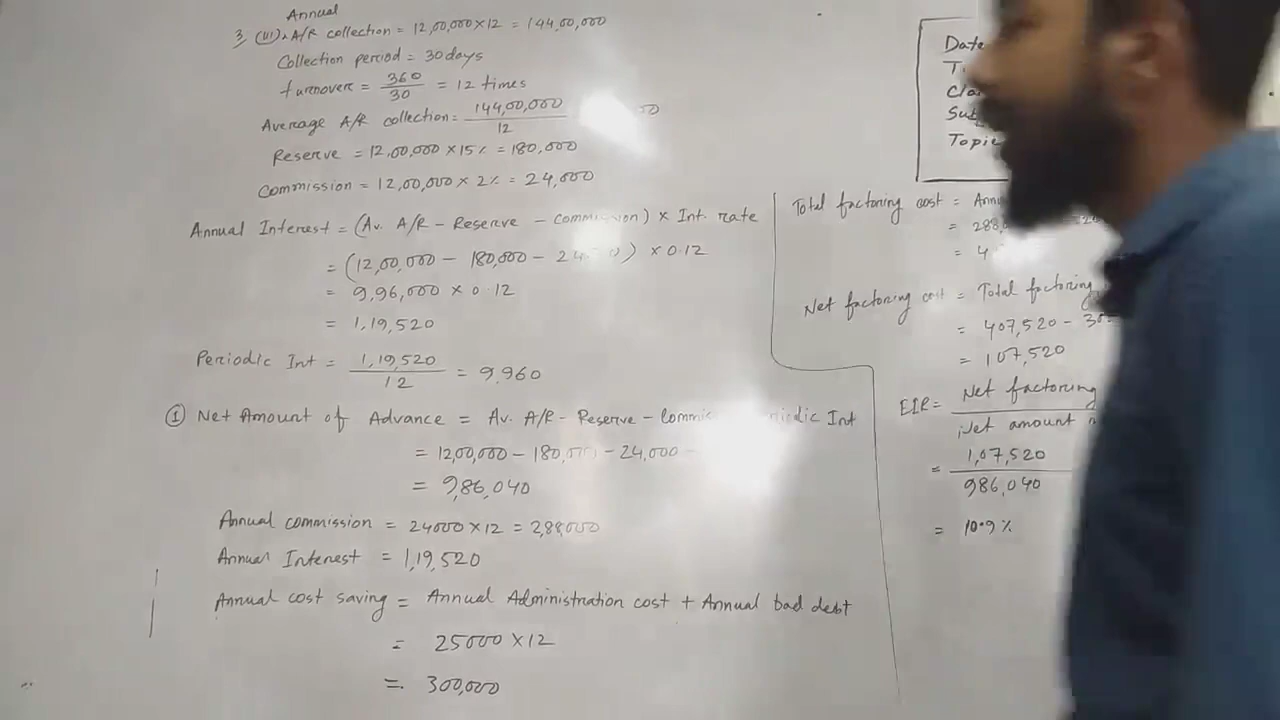 Annual
3 (VI). A/R collection = 12,00,000 × 12 = 144,00,000
Collection period = 30 days
turnover = 360/30 = 12 times
Average A/R collection = 144,00,000/12
Reserve = 12,00,000 × 15% = 180,000
Commission = 12,00,000 × 2% = 24,000
Annual Interest = (Av. A/R - Reserve - Commission) × Int. rate
= (12,00,000 - 180,000 - 24 0) × 0.12
= 9,96,000 × 0.12
= 1,19,520
Periodic Int = 1,19,520/12 = 9,960
① Net Amount of Advance = Av. A/R - Reserve - Commic Int
= 12,00,000 - 180, - 24,000 -
= 9,86,040
Annual commission = 24000 × 12 = 2,88,000
Annual Interest = 1,19,520
Annual cost saving = Annual Administration cost + Annual bad debt
= 25000 × 12
= 300,000
Date
Topic
Total factoring cost =
= 288,
= 4
Net factoring cost = Total factoring
= 407,520 - 30
= 107,520
EIR = Net factoring
Net amount
= 1,07,520/986,040
= 10.9%